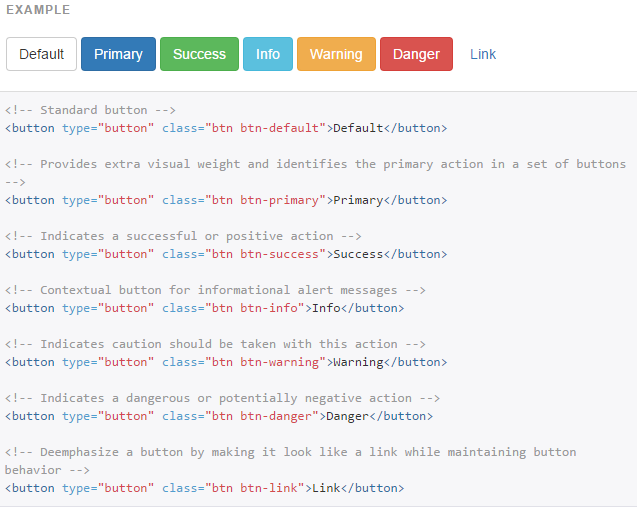 EXAMPLE
Default Primary Success Info Warning Danger Link
<!-- Standard button -->
<button type="button" class="btn btn-default">Default</button>
<!-- Provides extra visual weight and identifies the primary action in a set of buttons
-->
<button type="button" class="btn btn-primary">Primary</button>
<!-- Indicates a successful or positive action -->
<button type="button" class="btn btn-success">Success</button>
<!-- Contextual button for informational alert messages -->
<button type="button" class="btn btn-info">Info</button>
<!-- Indicates caution should be taken with this action -->
<button type="button" class="btn btn-warning">Warning</button>
<!-- Indicates a dangerous or potentially negative action -->
<button type="button" class="btn btn-danger">Danger</button>
<!-- Deemphasize a button by making it look like a link while maintaining button
behavior -->
<button type="button" class="btn btn-link">Link</button>